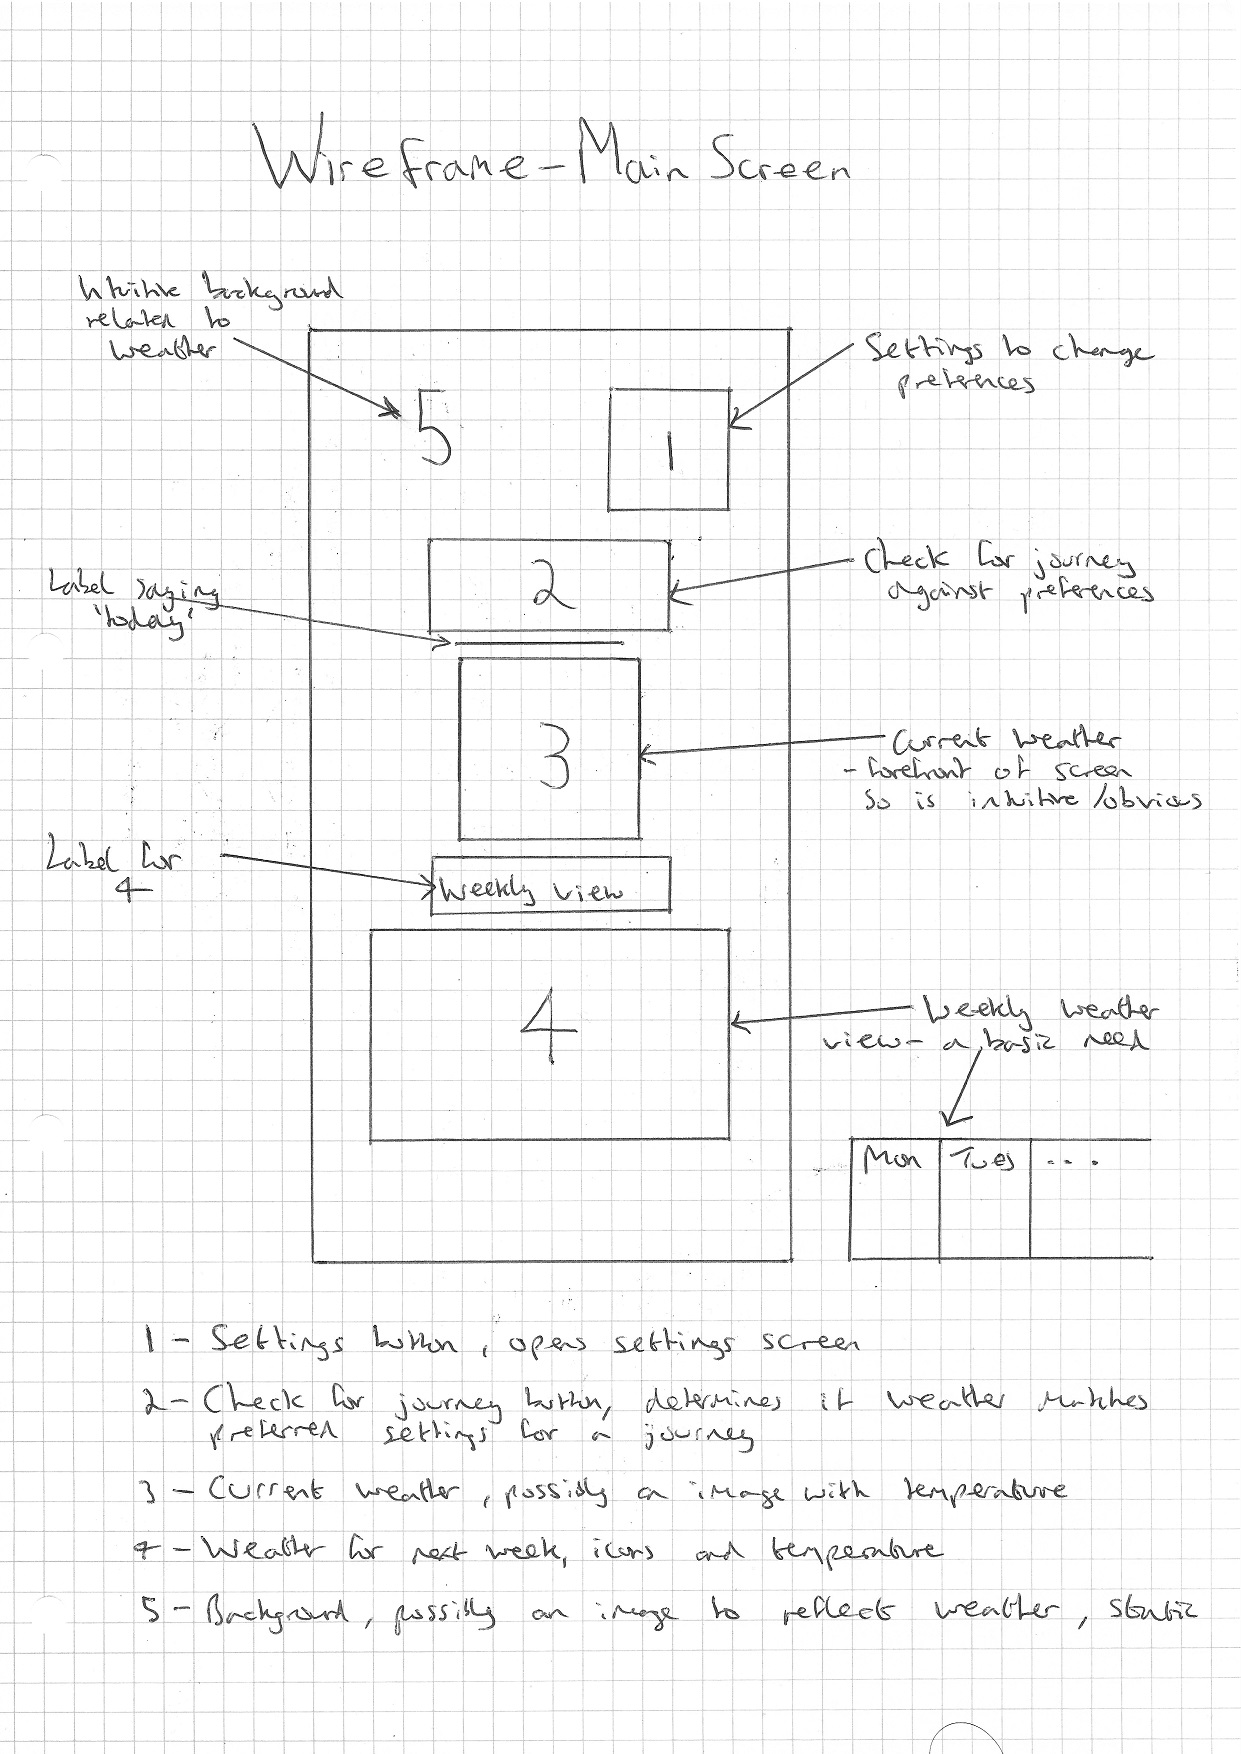 Wireframe - Main Screen
Intuitive background
related to
weather
Settings to change
preferences
5
1
Check for journey
against preferences
Label saying
'today'
2
3
Current weather
- forefront of screen
so is intuitive/obvious
Label for
4
Weekly view
4
Weekly weather
view - a basic need
Mon Tues ...
1 - Settings button, opens settings screen
2 - Check for journey button, determines if weather matches
preferred settings for a journey
3 - Current weather, possibly an image with temperature
4 - Weather for next week, icons and temperature
5 - Background, possibly an image to reflect weather, static